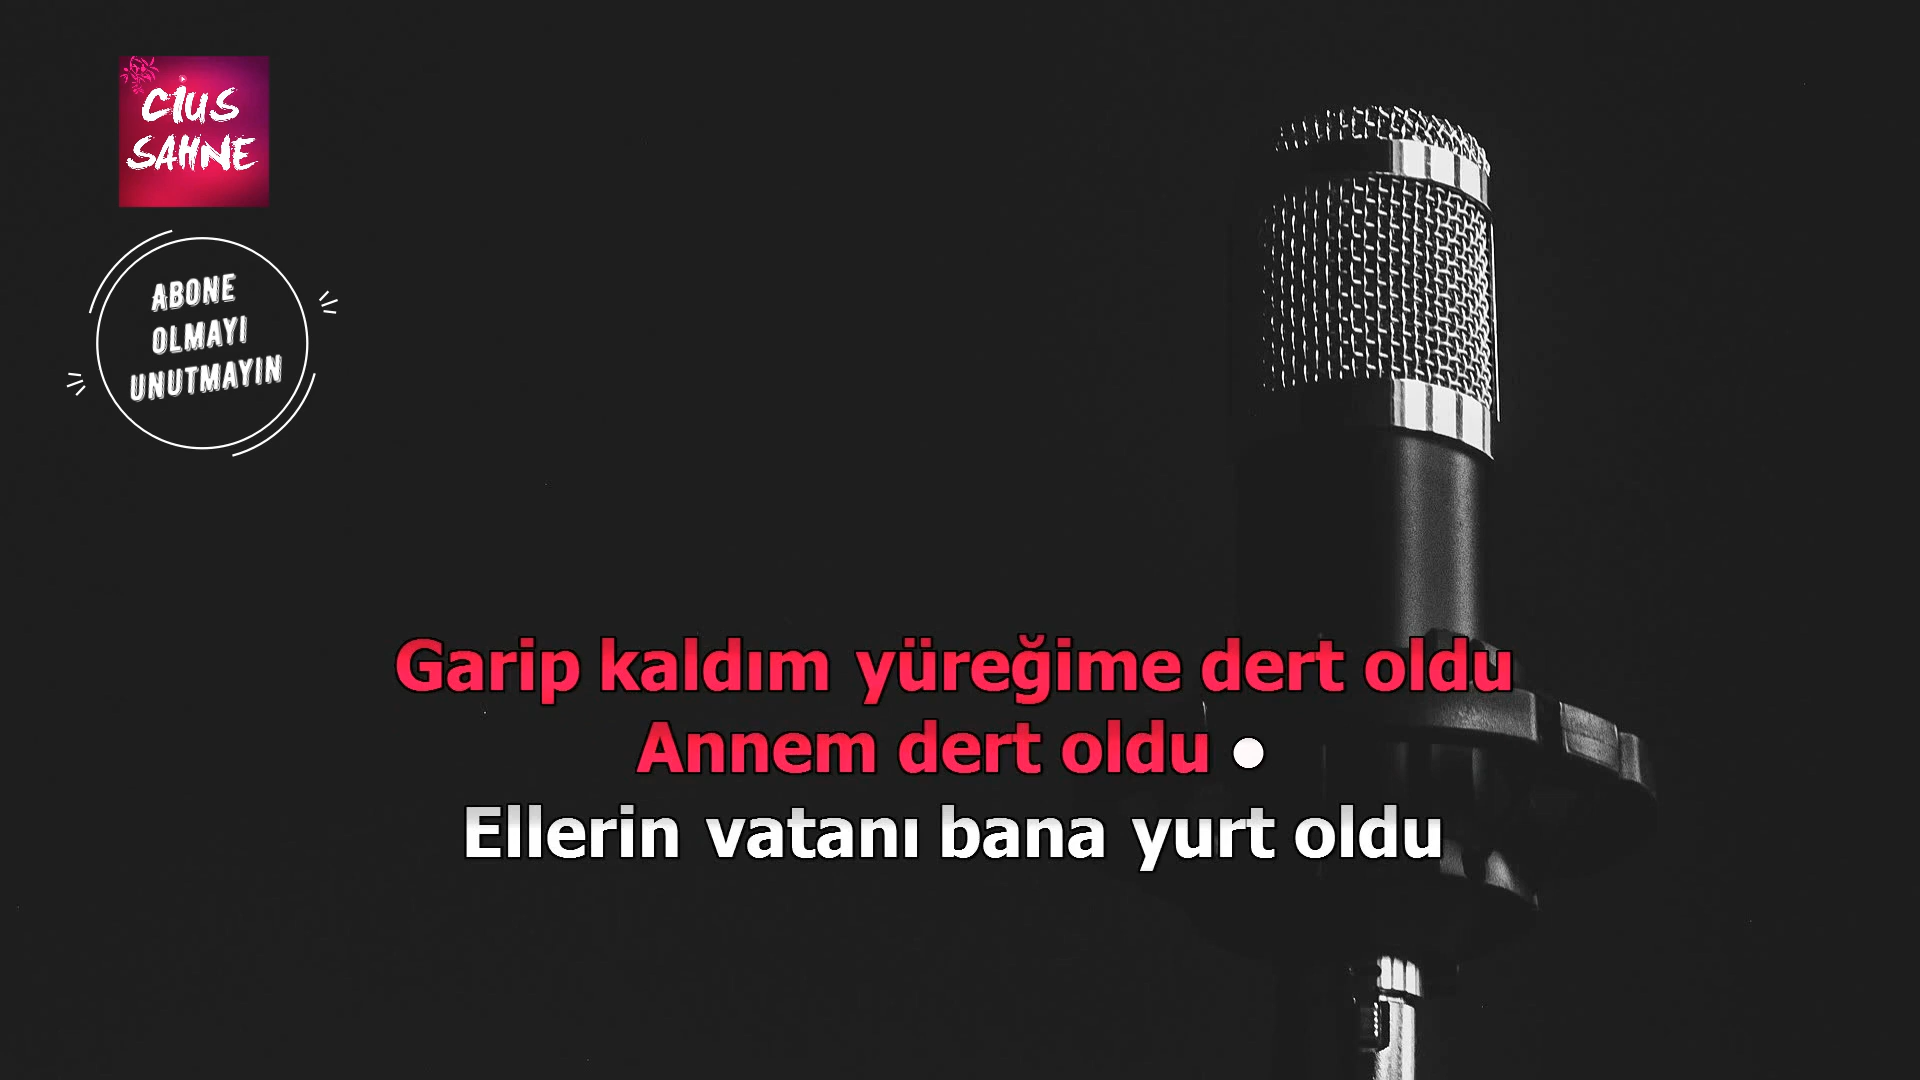 CİUS
SAHNE
ABONE
OLMAYI
UNUTMAYIN
Garip kaldım yüreğime dert oldu
Annem dert oldu ●
Ellerin vatanı bana yurt oldu